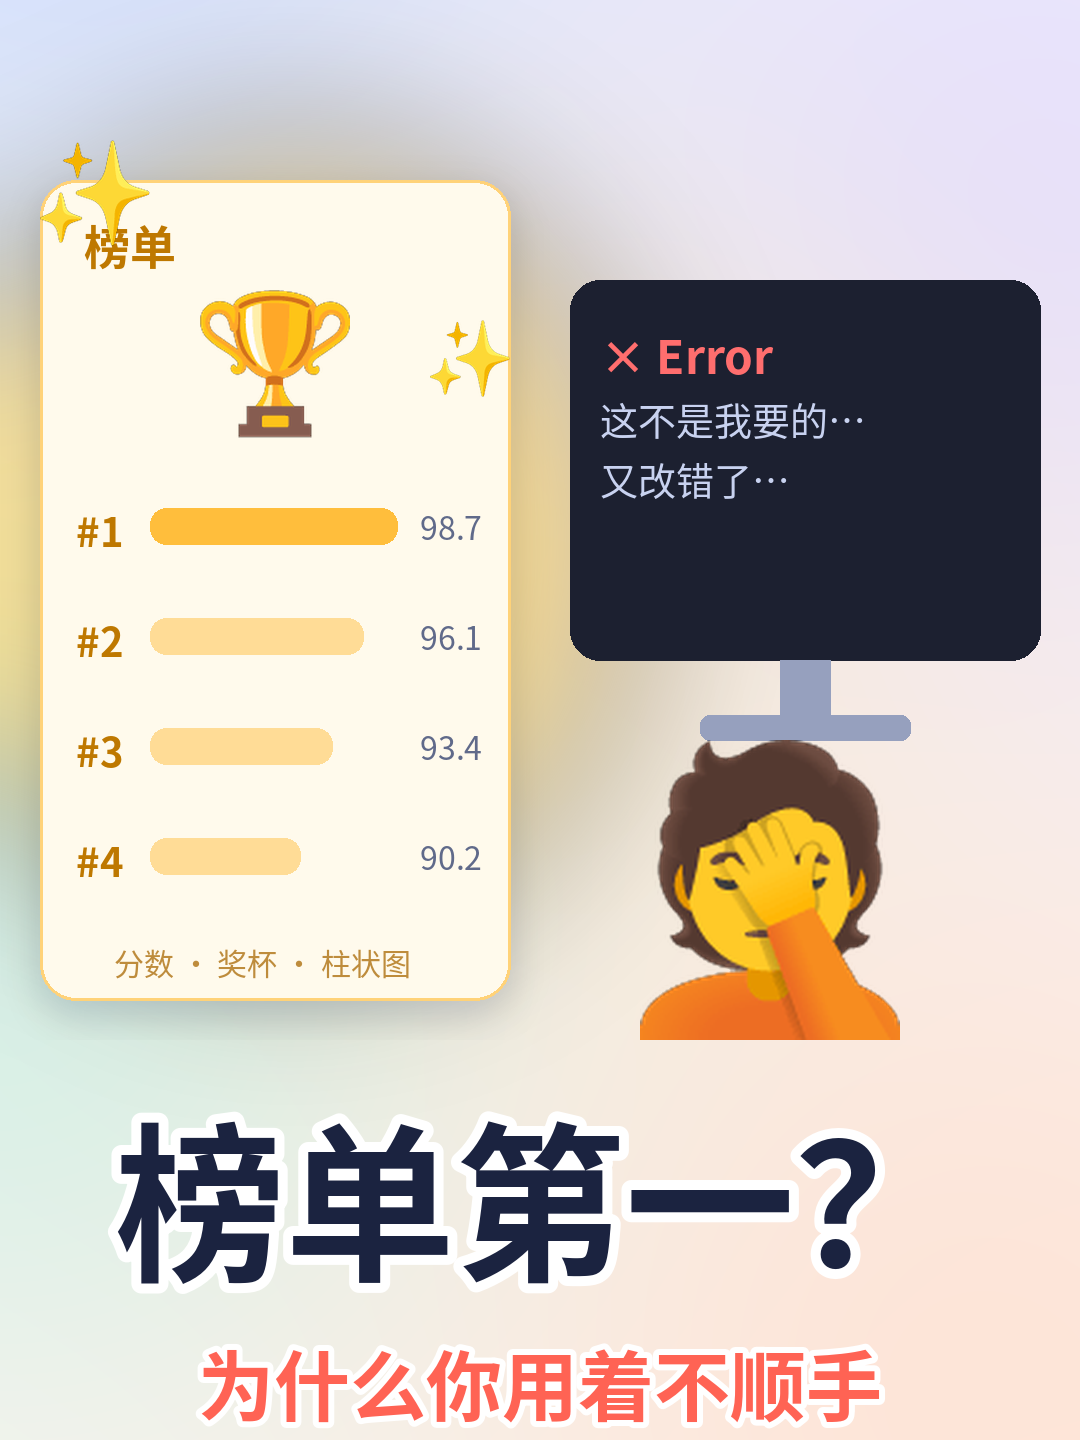 榜单
#1 98.7
#2 96.1
#3 93.4
#4 90.2
分数 · 奖杯 · 柱状图
× Error
这不是我要的…
又改错了…
榜单第一？
为什么你用着不顺手